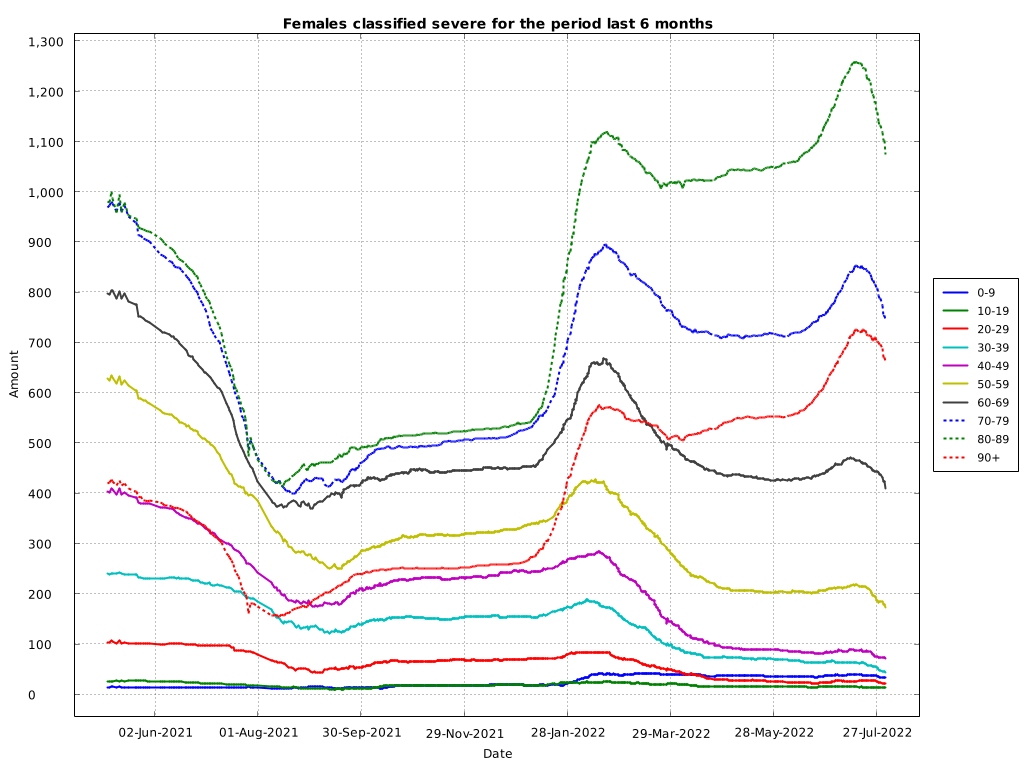 Females classified severe for the period last 6 months
1,300
1,200
1,100
1,000
900
800
700
600
500
400
300
200
100
0
Amount
02-Jun-2021
01-Aug-2021
30-Sep-2021
29-Nov-2021
28-Jan-2022
29-Mar-2022
28-May-2022
27-Jul-2022
Date
0-9
10-19
20-29
30-39
40-49
50-59
60-69
70-79
80-89
90+